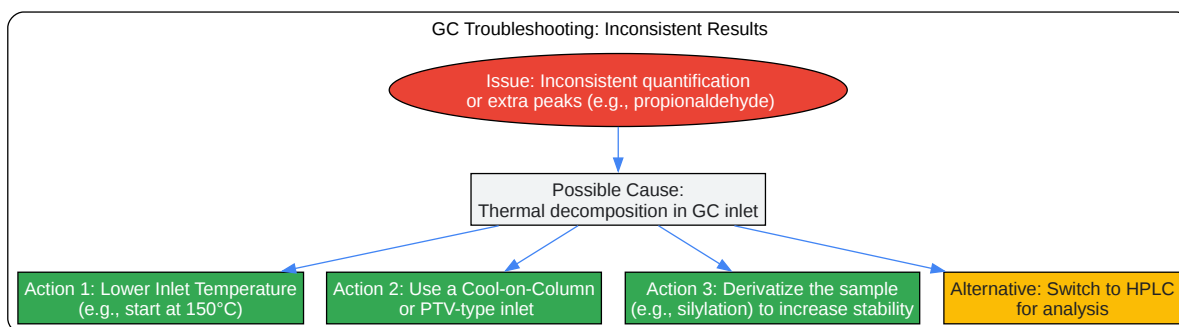 GC Troubleshooting: Inconsistent Results
Issue: Inconsistent quantification
or extra peaks (e.g., propionaldehyde)
Possible Cause:
Thermal decomposition in GC inlet
Action 1: Lower Inlet Temperature
(e.g., start at 150°C)
Action 2: Use a Cool-on-Column
or PTV-type inlet
Action 3: Derivatize the sample
(e.g., silylation) to increase stability
Alternative: Switch to HPLC
for analysis